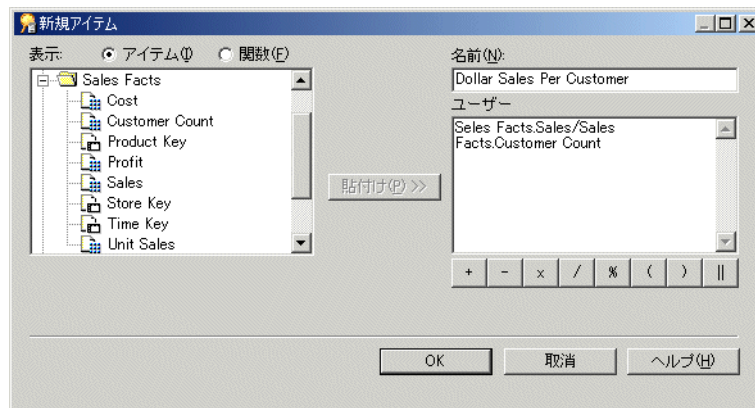 新規アイテム
表示: アイテム(I) 関数(F)
Sales Facts
Cost
Customer Count
Product Key
Profit
Sales
Store Key
Time Key
Unit Sales
貼付け(P) >>
名前(N):
Dollar Sales Per Customer
ユーザー
Seles Facts.Sales/Sales
Facts.Customer Count
+ - x / % ( ) ||
OK 取消 ヘルプ(H)